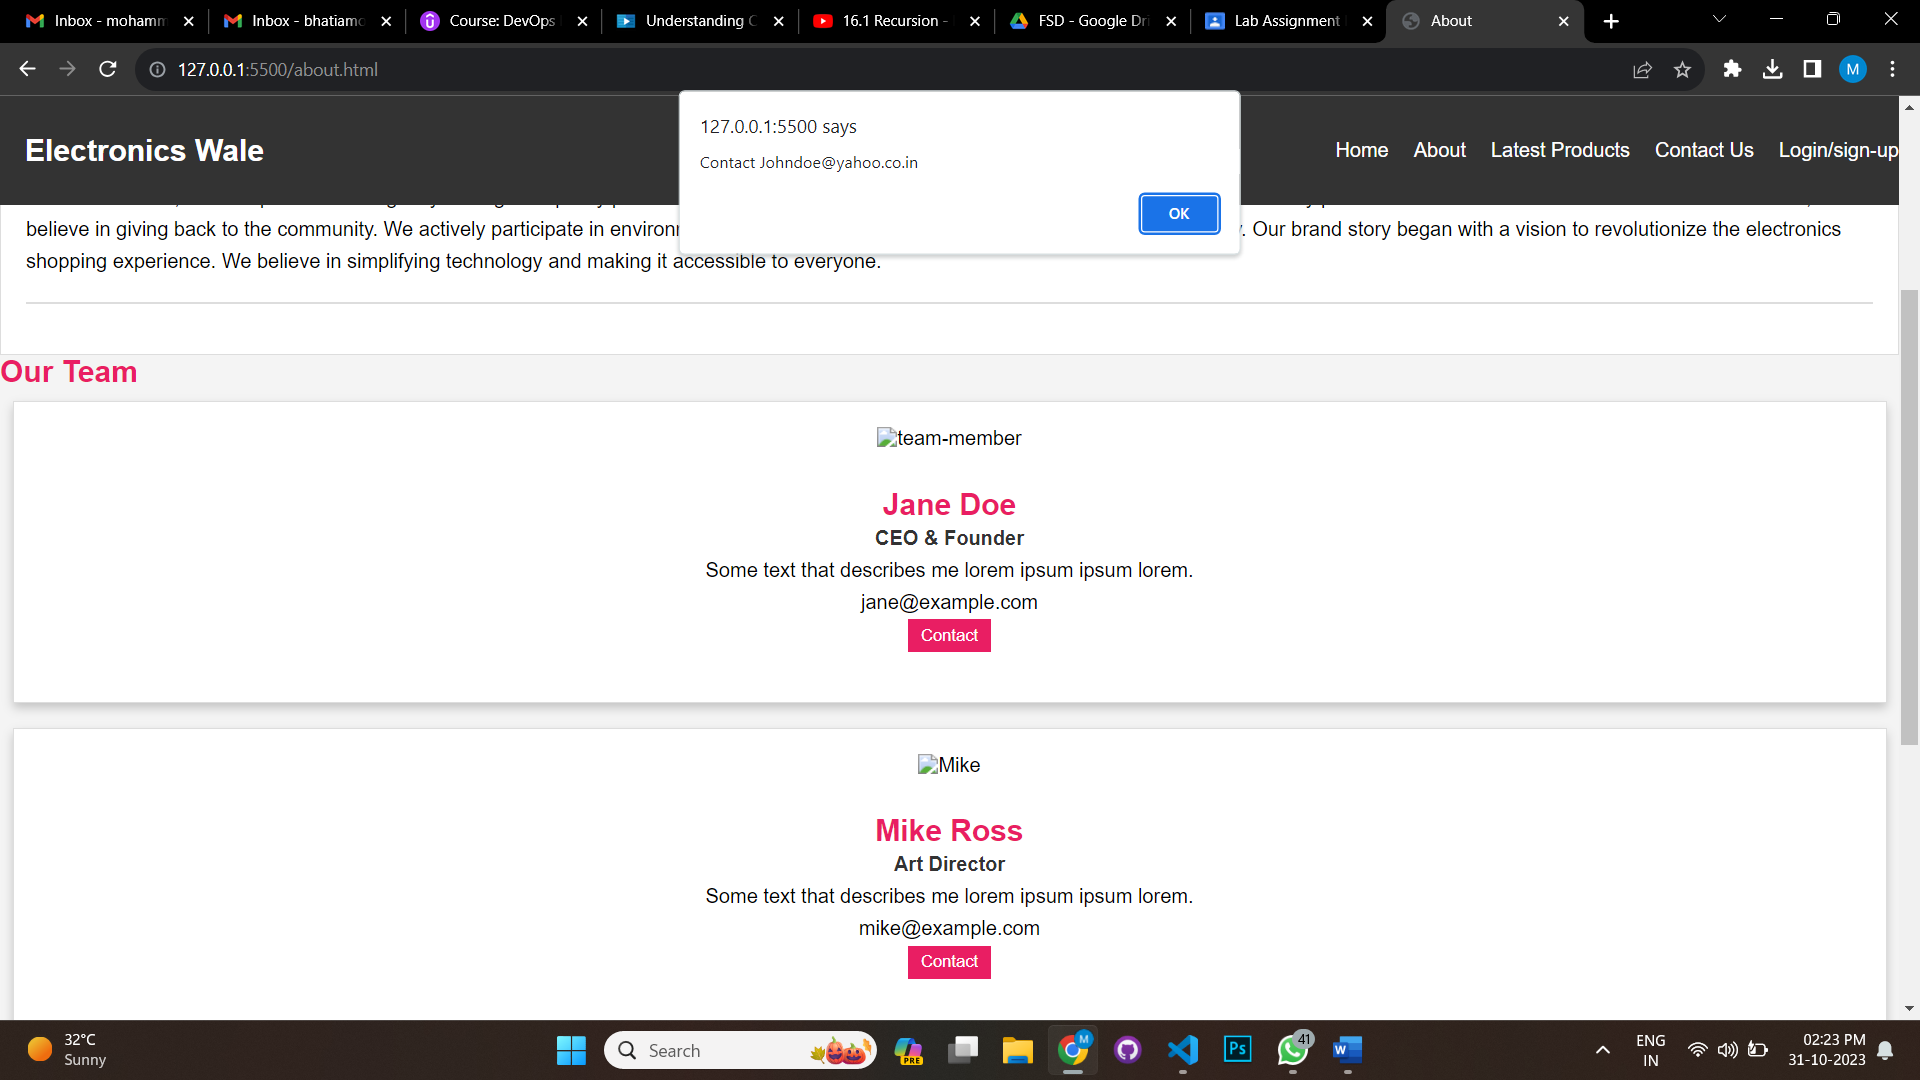 Inbox - mohamm
Inbox - bhatiamo
Course: DevOps
Understanding C
16.1 Recursion -
FSD - Google Dri
Lab Assignment
About
127.0.0.1:5500/about.html
M
127.0.0.1:5500 says
Contact Johndoe@yahoo.co.in
OK
Electronics Wale
Home
About
Latest Products
Contact Us
Login/sign-up
believe in giving back to the community. We actively participate in environ
. Our brand story began with a vision to revolutionize the electronics
shopping experience. We believe in simplifying technology and making it accessible to everyone.
Our Team
team-member
Jane Doe
CEO & Founder
Some text that describes me lorem ipsum ipsum lorem.
jane@example.com
Contact
Mike
Mike Ross
Art Director
Some text that describes me lorem ipsum ipsum lorem.
mike@example.com
Contact
32°C
Sunny
Search
PRE
M
Ps
41
W
ENG
IN
02:23 PM
31-10-2023